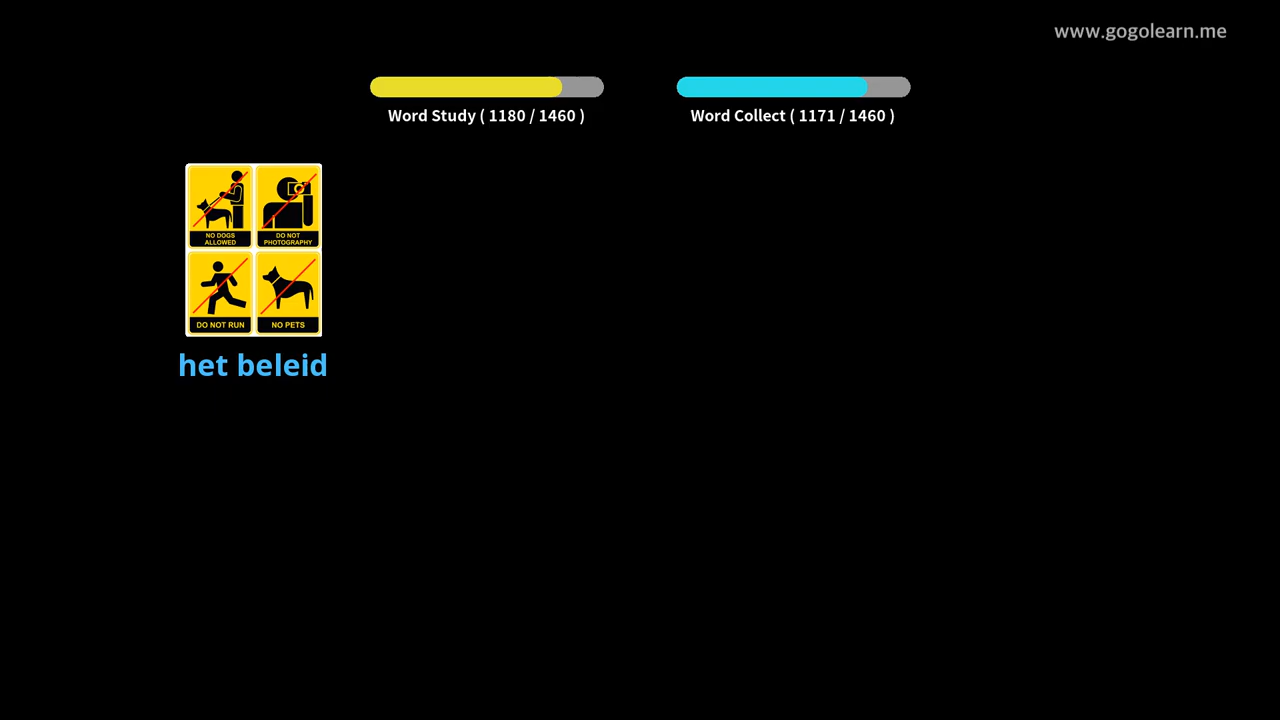 www.gogolearn.me
Word Study ( 1180 / 1460 )
Word Collect ( 1171 / 1460 )
NO DOGS
ALLOWED
DO NOT
PHOTOGRAPHY
DO NOT RUN
NO PETS
het beleid